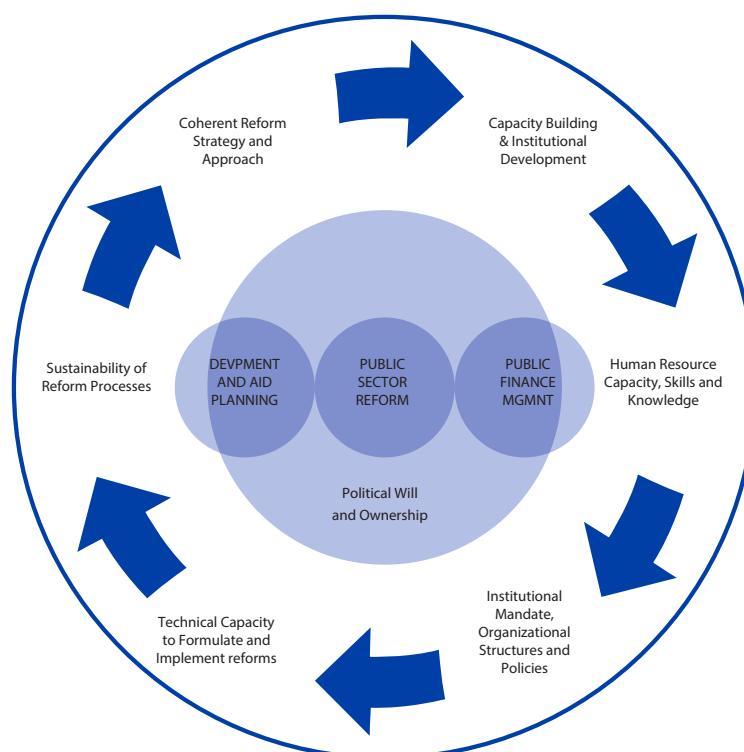 Coherent Reform
Strategy and
Approach
Capacity Building
& Institutional
Development
Sustainability of
Reform Processes
DEVPMENT
AND AID
PLANNING
PUBLIC
SECTOR
REFORM
PUBLIC
FINANCE
MGMNT
Human Resource
Capacity, Skills and
Knowledge
Political Will
and Ownership
Technical Capacity
to Formulate and
Implement reforms
Institutional
Mandate,
Organizational
Structures and
Policies